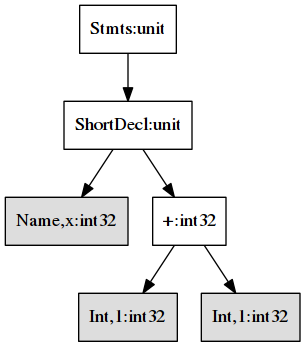 Stmts:unit
ShortDecl:unit
Name,x:int32
+:int32
Int,1:int32
Int,1:int32